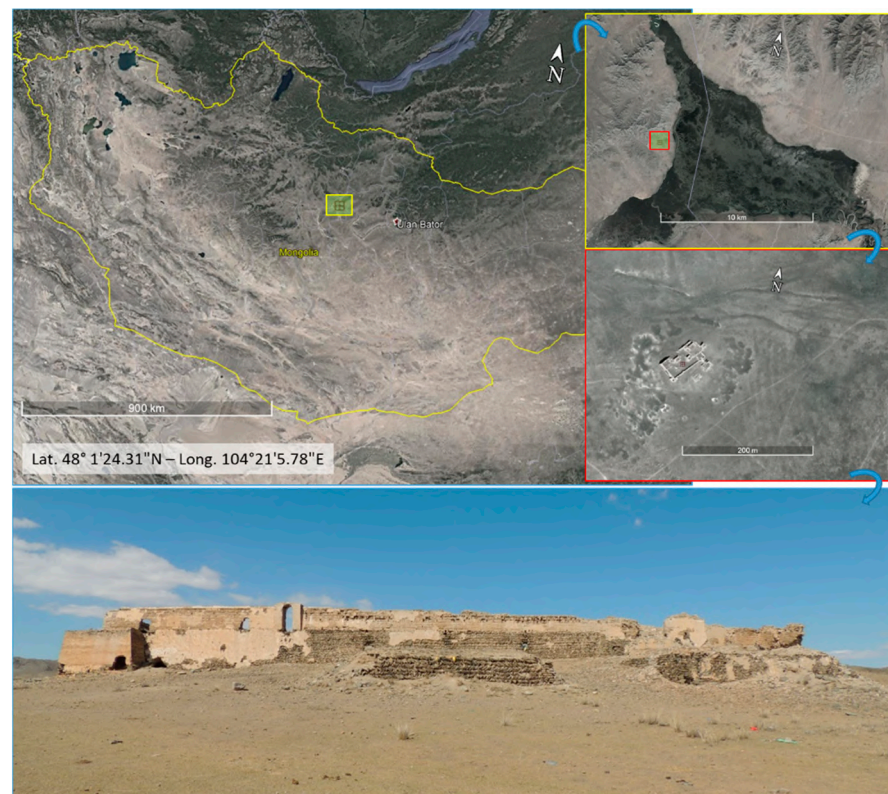 N
N
Ulan Bator
Mongolia
10 km
N
900 km
200 m
Lat. 48° 1'24.31"N – Long. 104°21'5.78"E